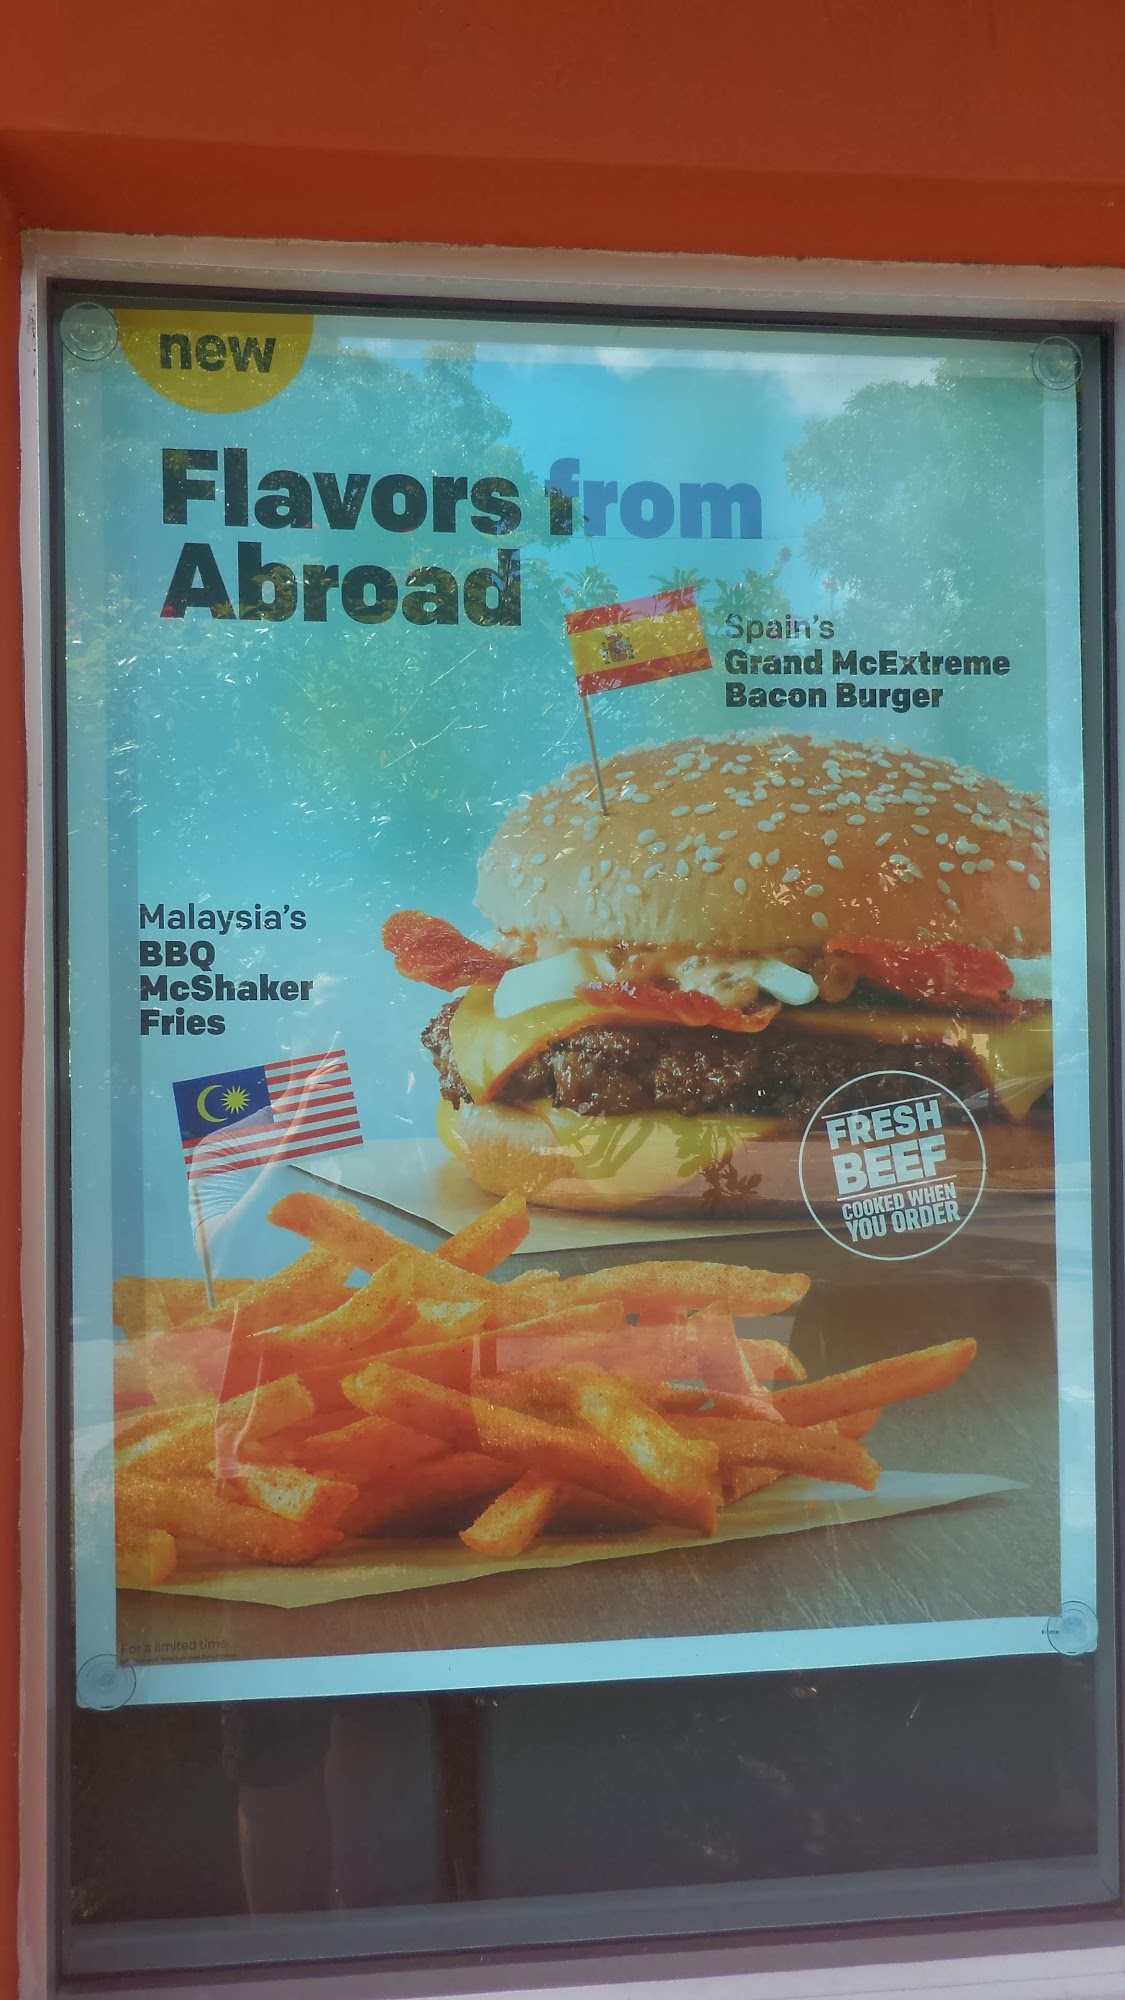 new
Flavors from
Abroad
Spain's
Grand McExtreme
Bacon Burger
Malaysia's
BBQ
McShaker
Fries
FRESH
BEEF
COOKED WHEN
YOU ORDER
For a limited time